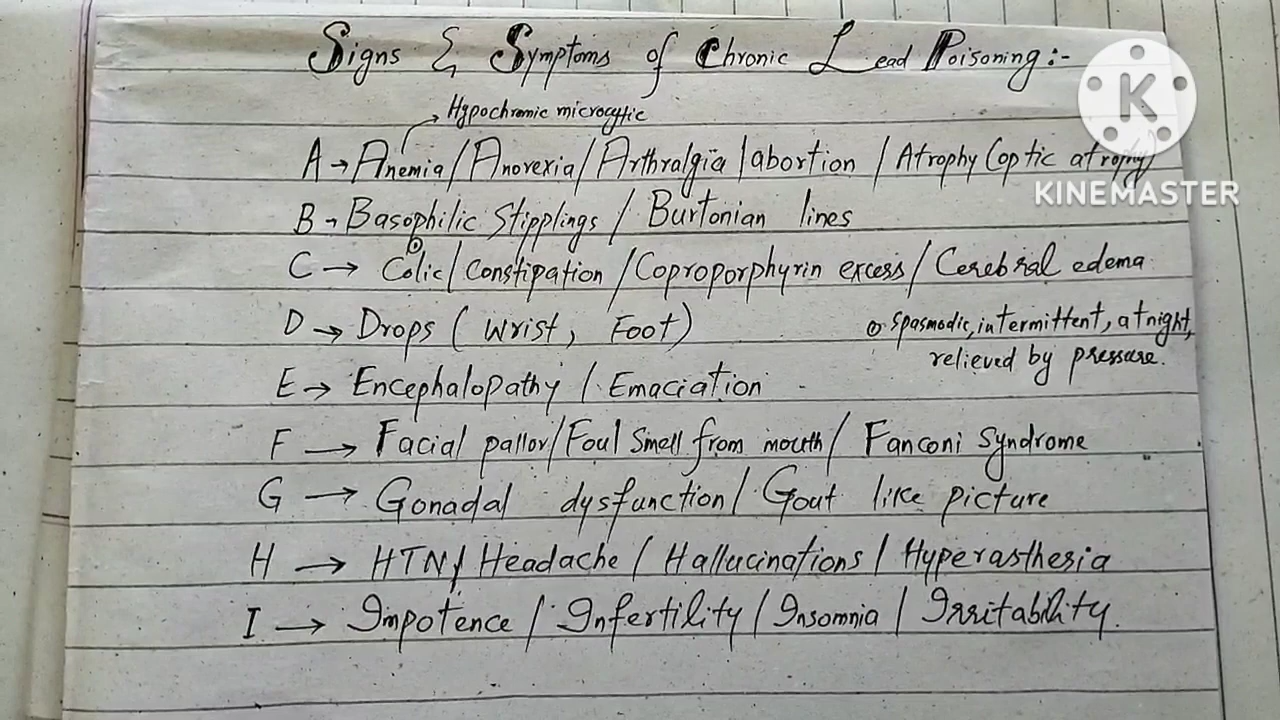 Signs & Symptoms of Chronic Lead Poisoning :-
Hypochromic microcytic
A → Anemia / Anorexia / Arthralgia / abortion / Atrophy (optic atrophy)
B → Basophilic Stipplings / Burtonian lines
C → Colic / Constipation / Coproporphyrin excess / Cerebral edema
D → Drops ( Wrist, Foot )
⊙ spasmodic, intermittent, at night,
relieved by pressure.
E → Encephalopathy / Emaciation
F → Facial pallor / Foul Smell from mouth / Fanconi Syndrome
G → Gonadal dysfunction / Gout like picture
H → HTN / Headache / Hallucinations / Hyperasthesia
I → Impotence / Infertility / Insomnia / Irritability.
K
KINEMASTER